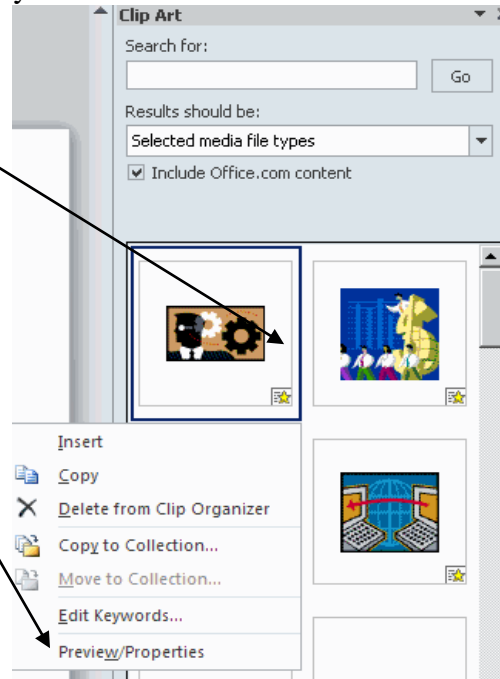 Clip Art
Search for:
Go
Results should be:
Selected media file types
Include Office.com content
Insert
Copy
Delete from Clip Organizer
Copy to Collection...
Move to Collection...
Edit Keywords...
Preview/Properties